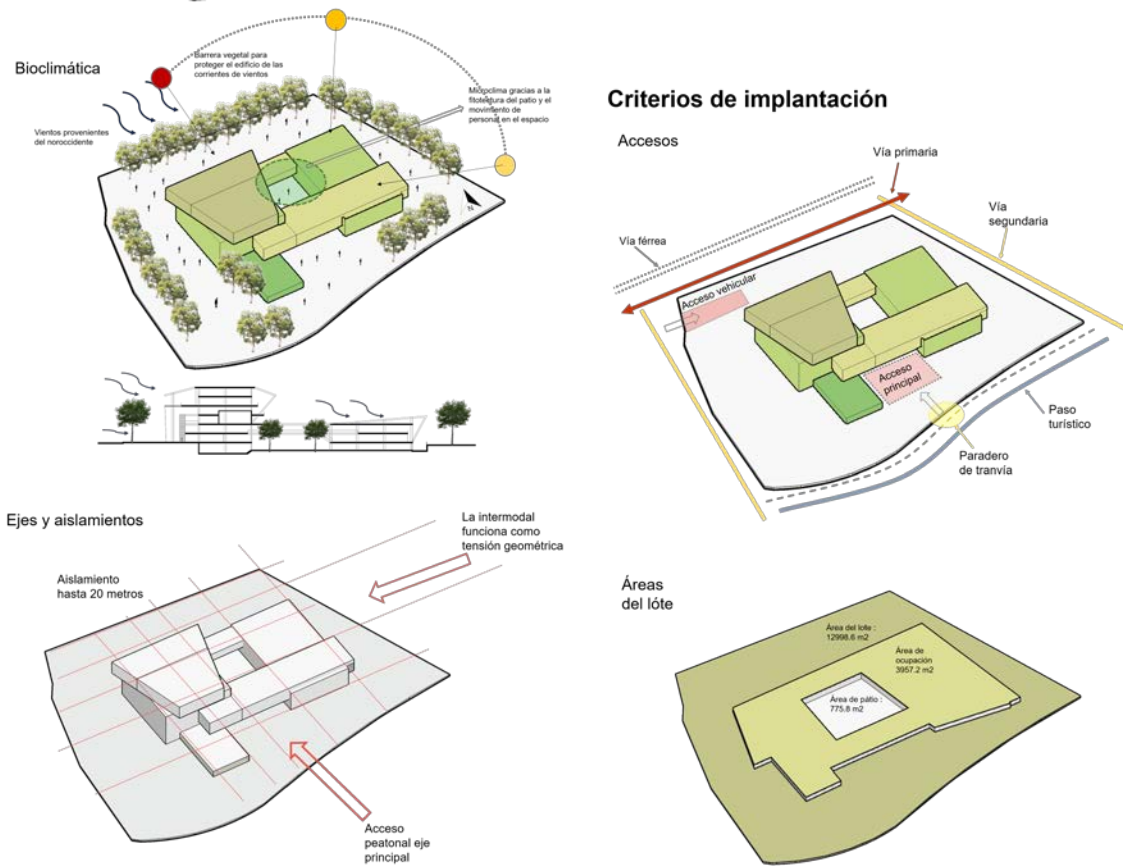 Bioclimática
Barrera vegetal para
proteger el edificio de las
corrientes de vientos
Microclima gracias a la
fitotextura del patio y el
movimiento de
personal en el espacio
Vientos provenientes
del noroccidente
N
Criterios de implantación
Accesos
Vía primaria
Vía
segundaria
Vía férrea
Acceso vehicular
Acceso
principal
Paso
turístico
Paradero
de tranvía
Ejes y aislamientos
La intermodal
funciona como
tensión geométrica
Aislamiento
hasta 20 metros
Acceso
peatonal eje
principal
Áreas
del lóte
Área del lote :
12998.6 m2
Área de
ocupación
3957.2 m2
Área de pátio :
775.8 m2